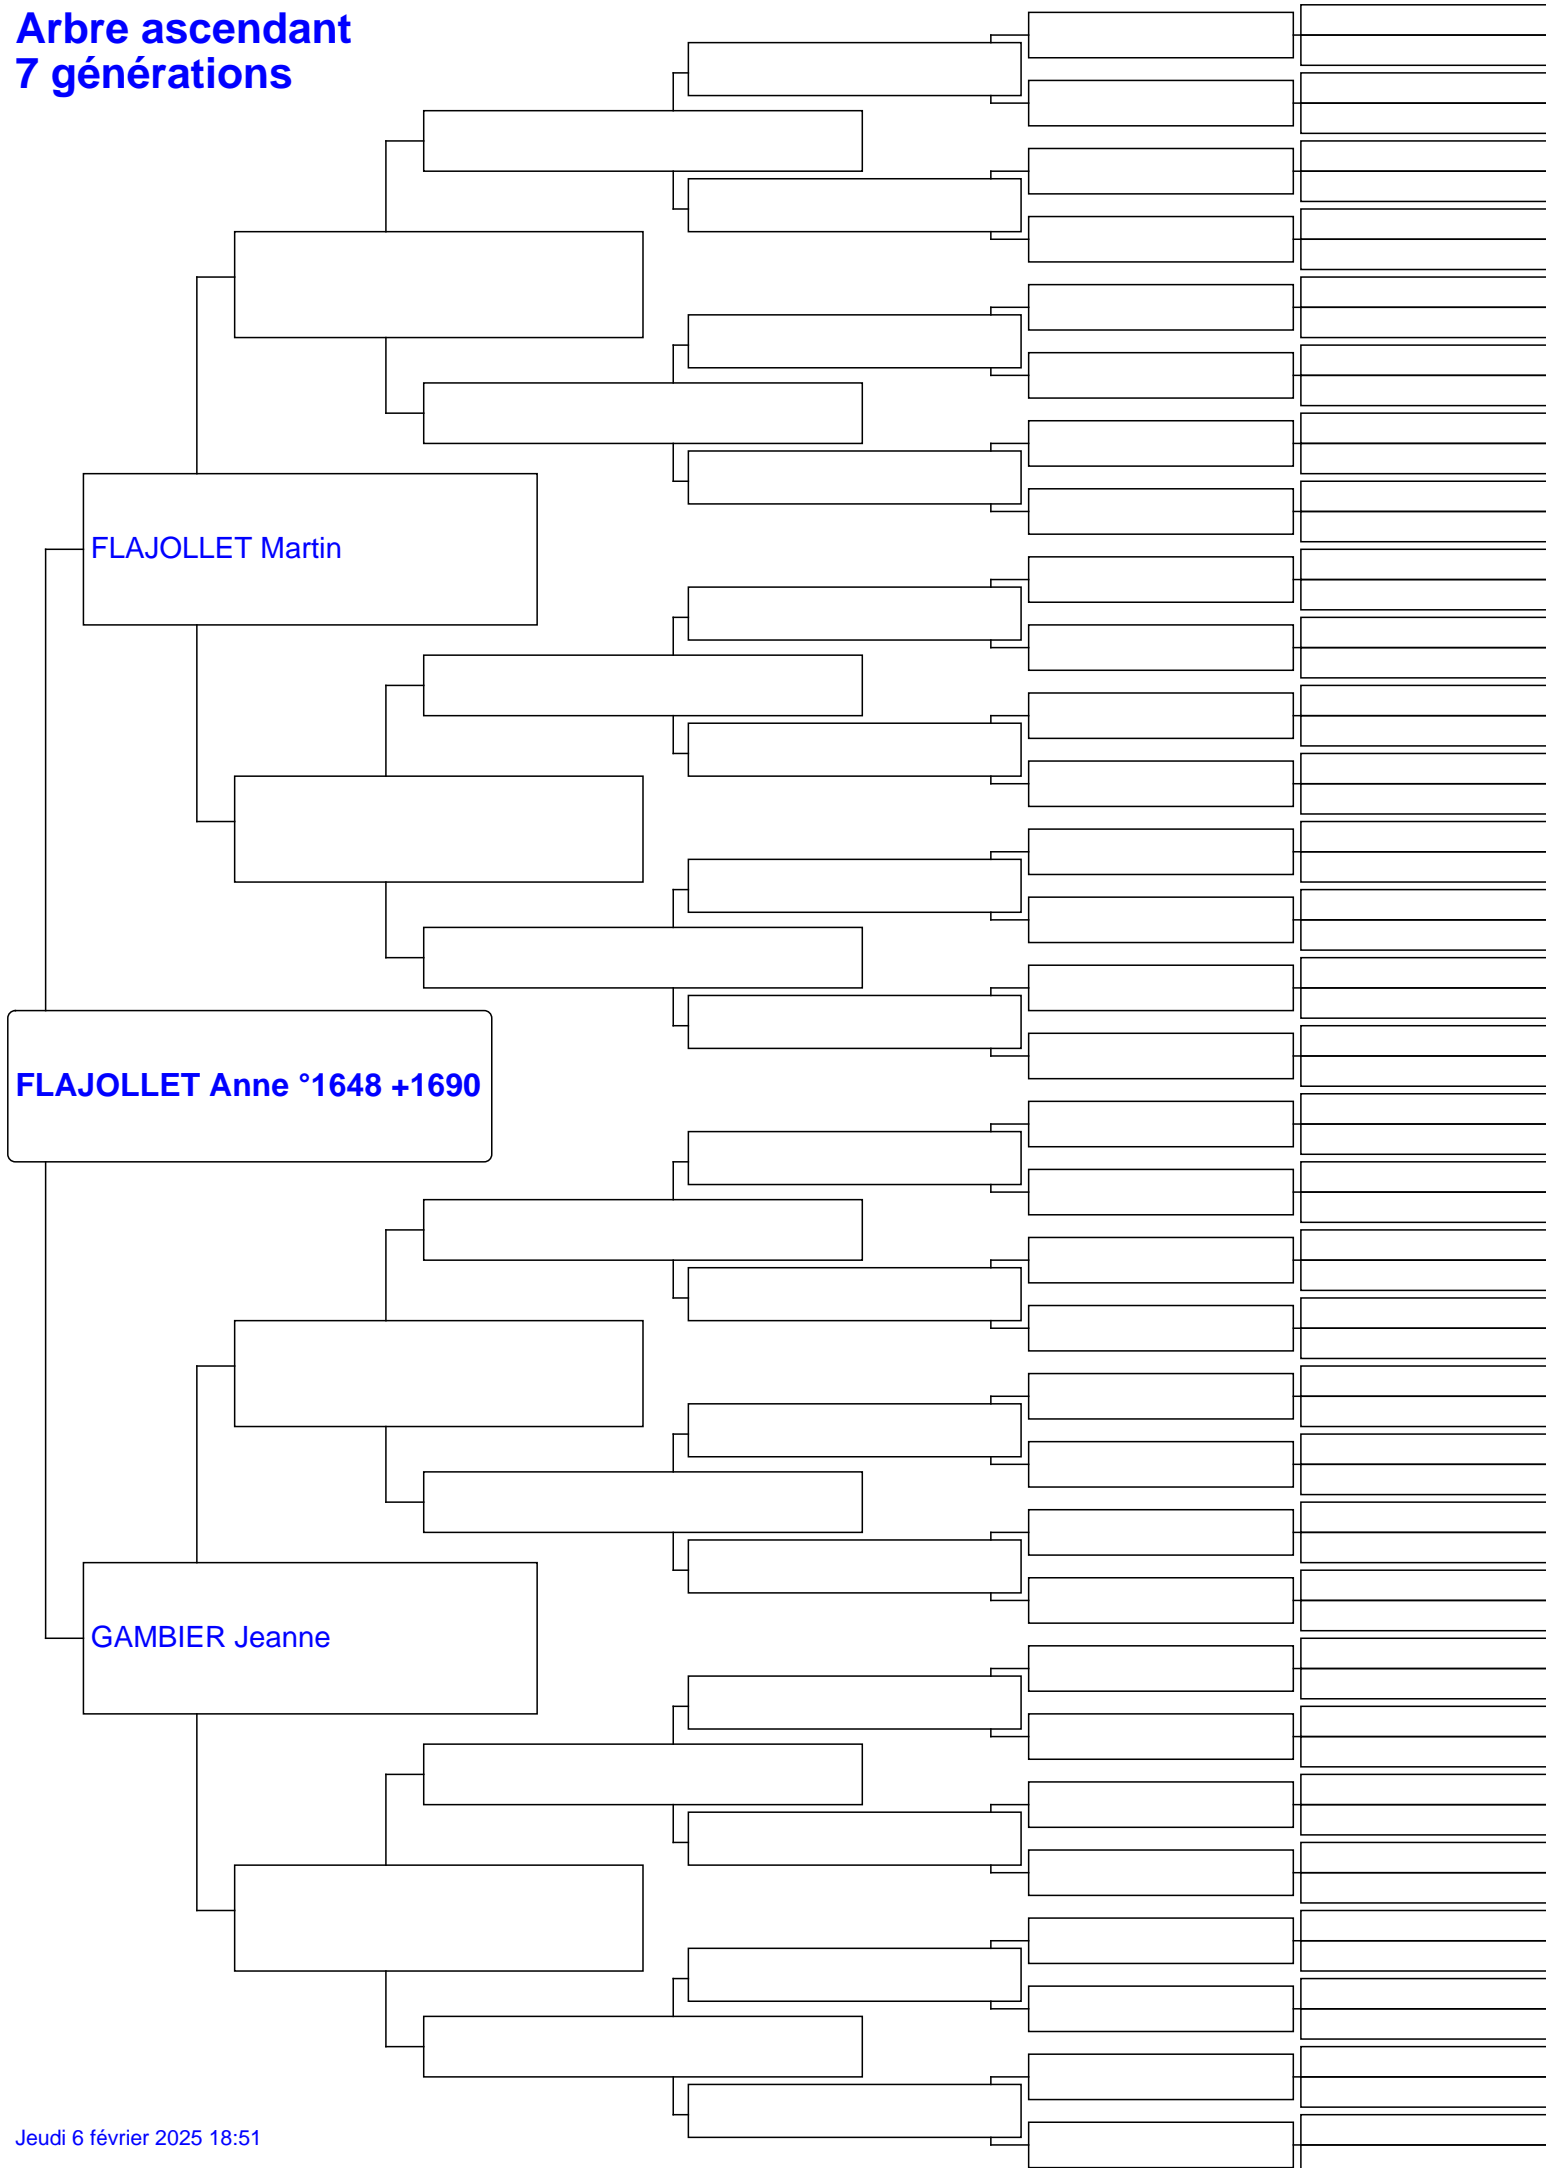 Arbre ascendant
7 générations
FLAJOLLET Martin
FLAJOLLET Anne °1648 +1690
GAMBIER Jeanne
Jeudi 6 février 2025 18:51